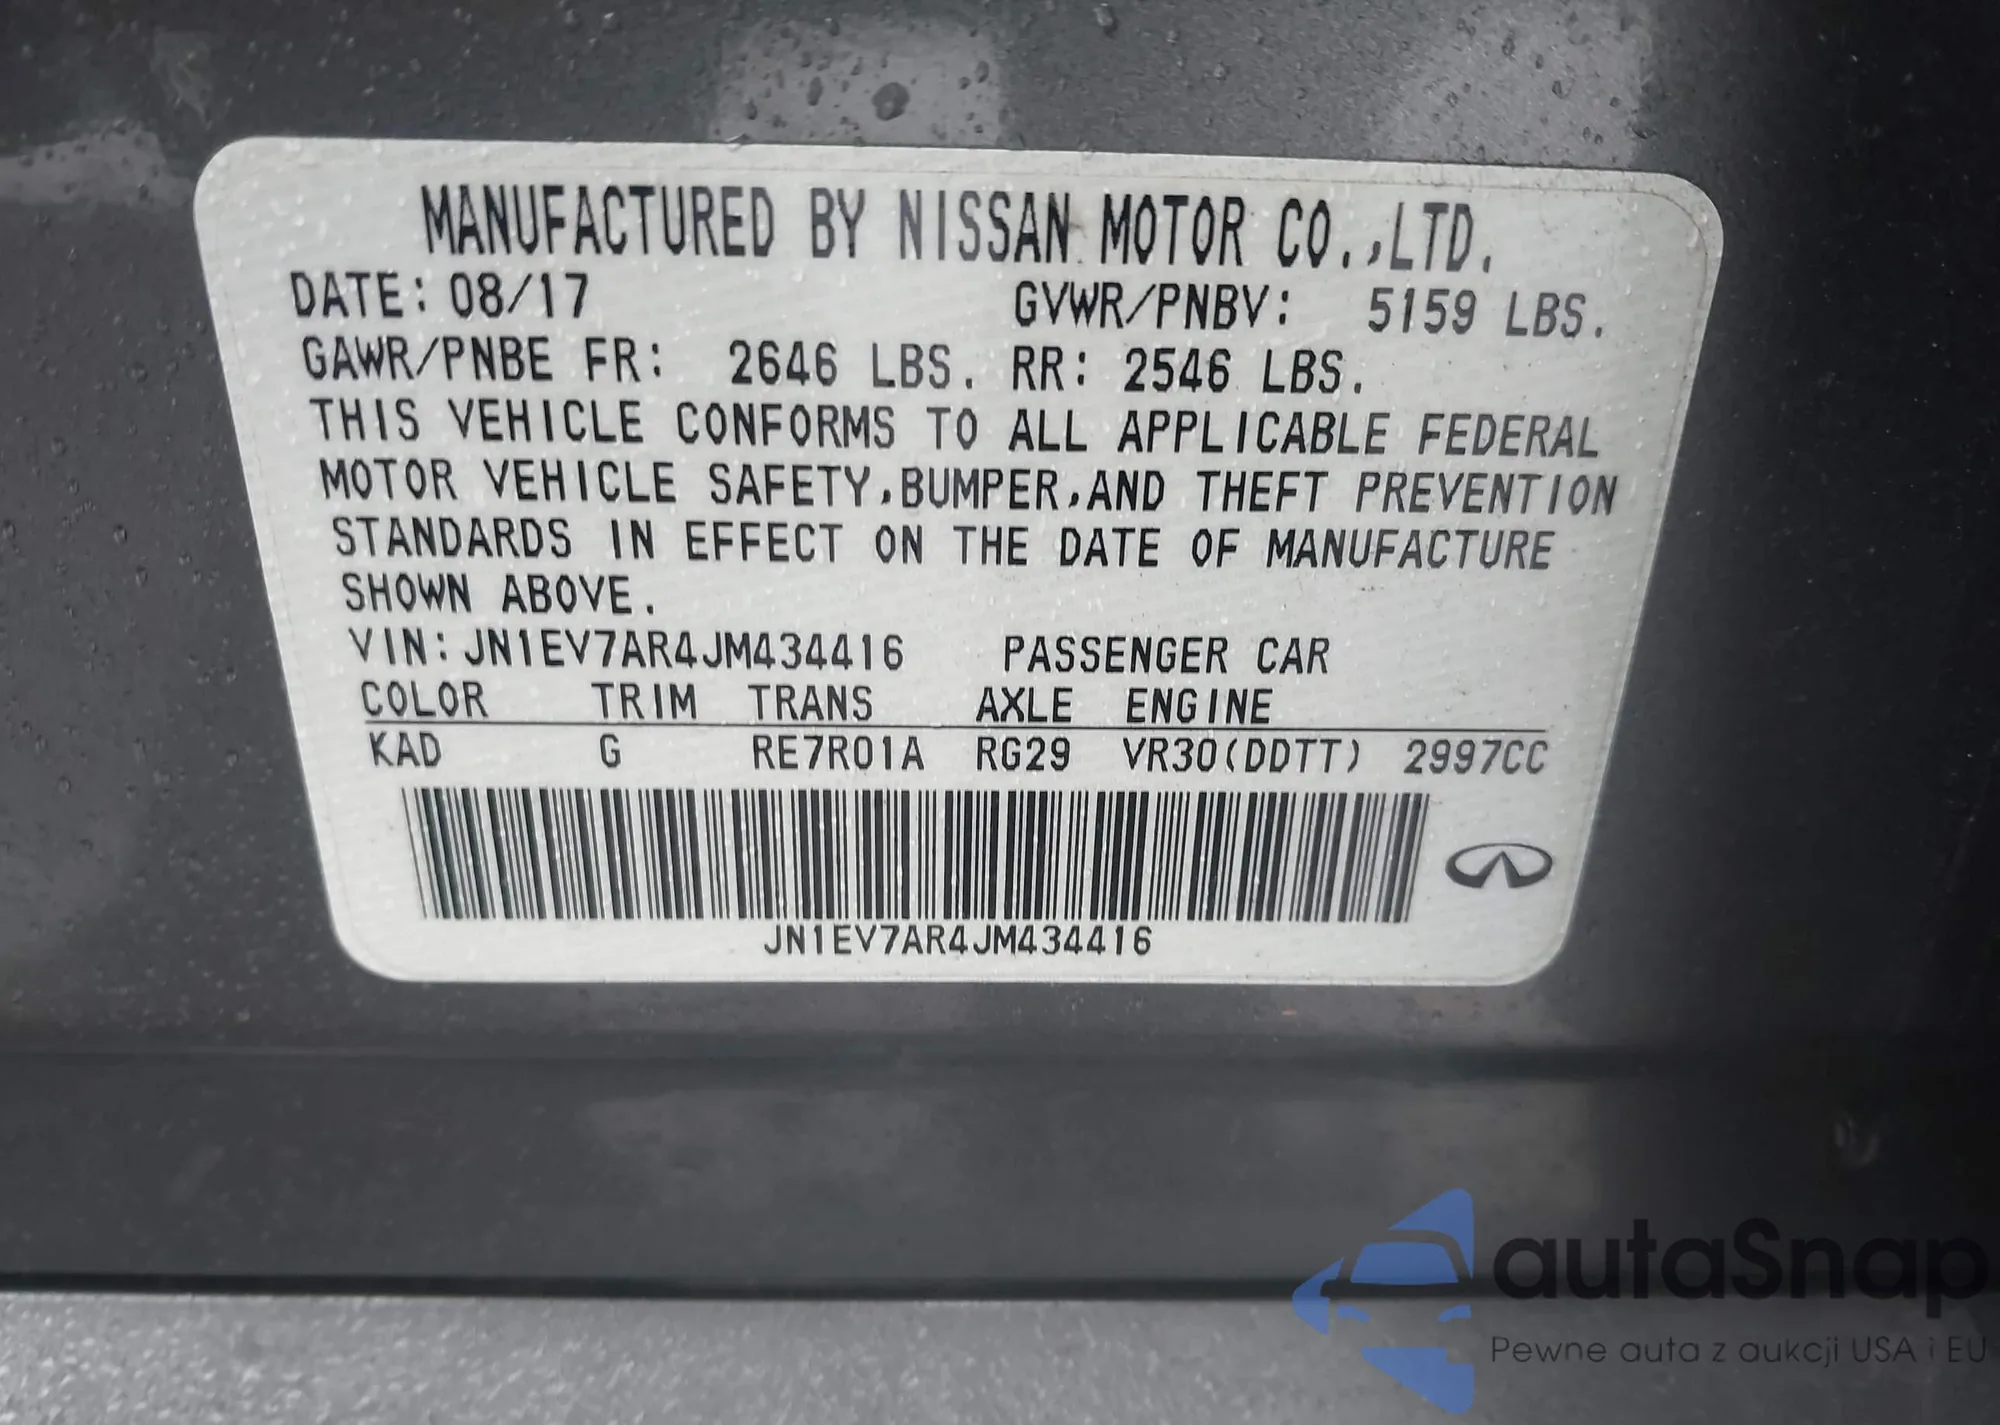 MANUFACTURED BY NISSAN MOTOR CO.,LTD.
DATE: 08/17 GVWR/PNBV: 5159 LBS.
GAWR/PNBE FR: 2646 LBS. RR: 2546 LBS.
THIS VEHICLE CONFORMS TO ALL APPLICABLE FEDERAL
MOTOR VEHICLE SAFETY,BUMPER,AND THEFT PREVENTION
STANDARDS IN EFFECT ON THE DATE OF MANUFACTURE
SHOWN ABOVE.
VIN:JN1EV7AR4JM434416 PASSENGER CAR
COLOR TRIM TRANS AXLE ENGINE
KAD G RE7R01A RG29 VR30(DDTT) 2997CC
JN1EV7AR4JM434416
autaSnap
Pewne auta z aukcji USA i EU